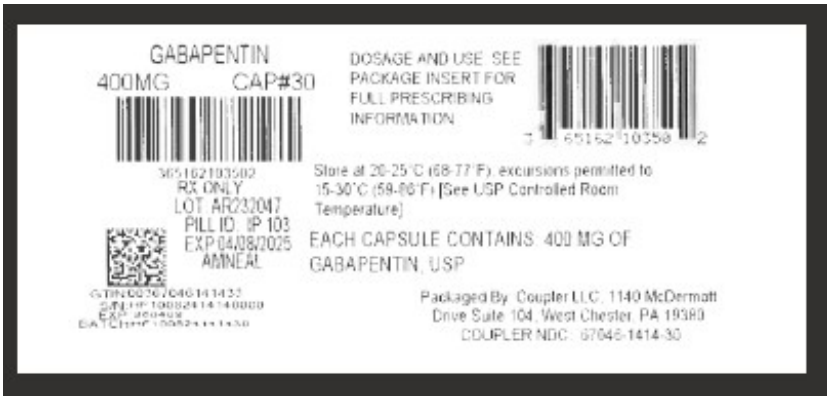 GABAPENTIN
400MG CAP#30
365162103502
RX ONLY
LOT: AR232047
PILL ID: IP 103
EXP 04/08/2025
AMNEAL
GTIN:00367046141433
S/N:HF10082414140000
EXP
DOSAGE AND USE SEE
PACKAGE INSERT FOR
FULL PRESCRIBING
INFORMATION
3 65162 10350 2
Store at 20-25°C (68-77°F), excursions permitted to
15-30°C (59-86°F) [See USP Controlled Room
Temperature]
EACH CAPSULE CONTAINS: 400 MG OF
GABAPENTIN, USP
Packaged By: Coupler LLC, 1140 McDermott
Drive Suite 104, West Chester, PA 19380
COUPLER NDC: 67046-1414-30